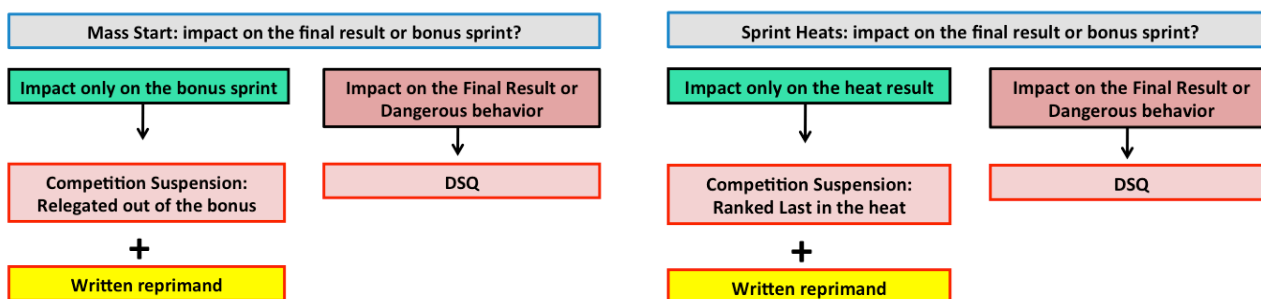 Mass Start: impact on the final result or bonus sprint?
Impact only on the bonus sprint
Impact on the Final Result or
Dangerous behavior
Competition Suspension:
Relegated out of the bonus
DSQ
+
Written reprimand
Sprint Heats: impact on the final result or bonus sprint?
Impact only on the heat result
Impact on the Final Result or
Dangerous behavior
Competition Suspension:
Ranked Last in the heat
DSQ
+
Written reprimand